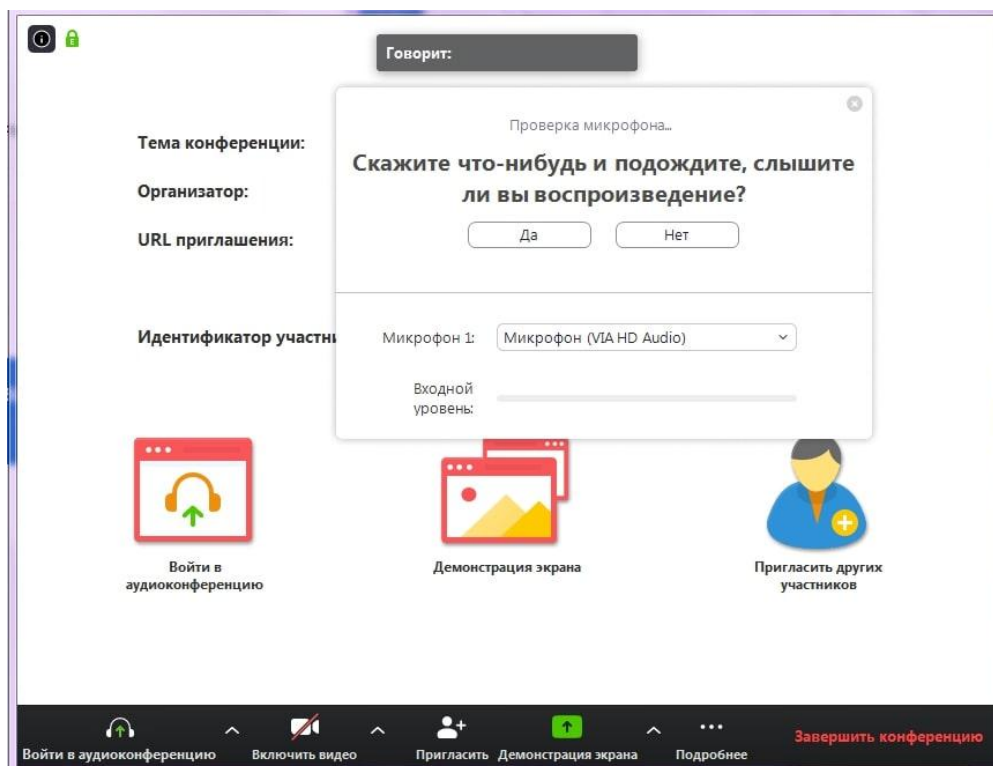 Говорит:
Проверка микрофона...
Скажите что-нибудь и подождите, слышите
ли вы воспроизведение?
Да
Нет
Тема конференции:
Организатор:
URL приглашения:
Идентификатор участни
Микрофон 1:
Микрофон (VIA HD Audio)
Входной
уровень:
Войти в
аудиоконференцию
Демонстрация экрана
Пригласить других
участников
Войти в аудиоконференцию
Включить видео
Пригласить
Демонстрация экрана
Подробнее
Завершить конференцию